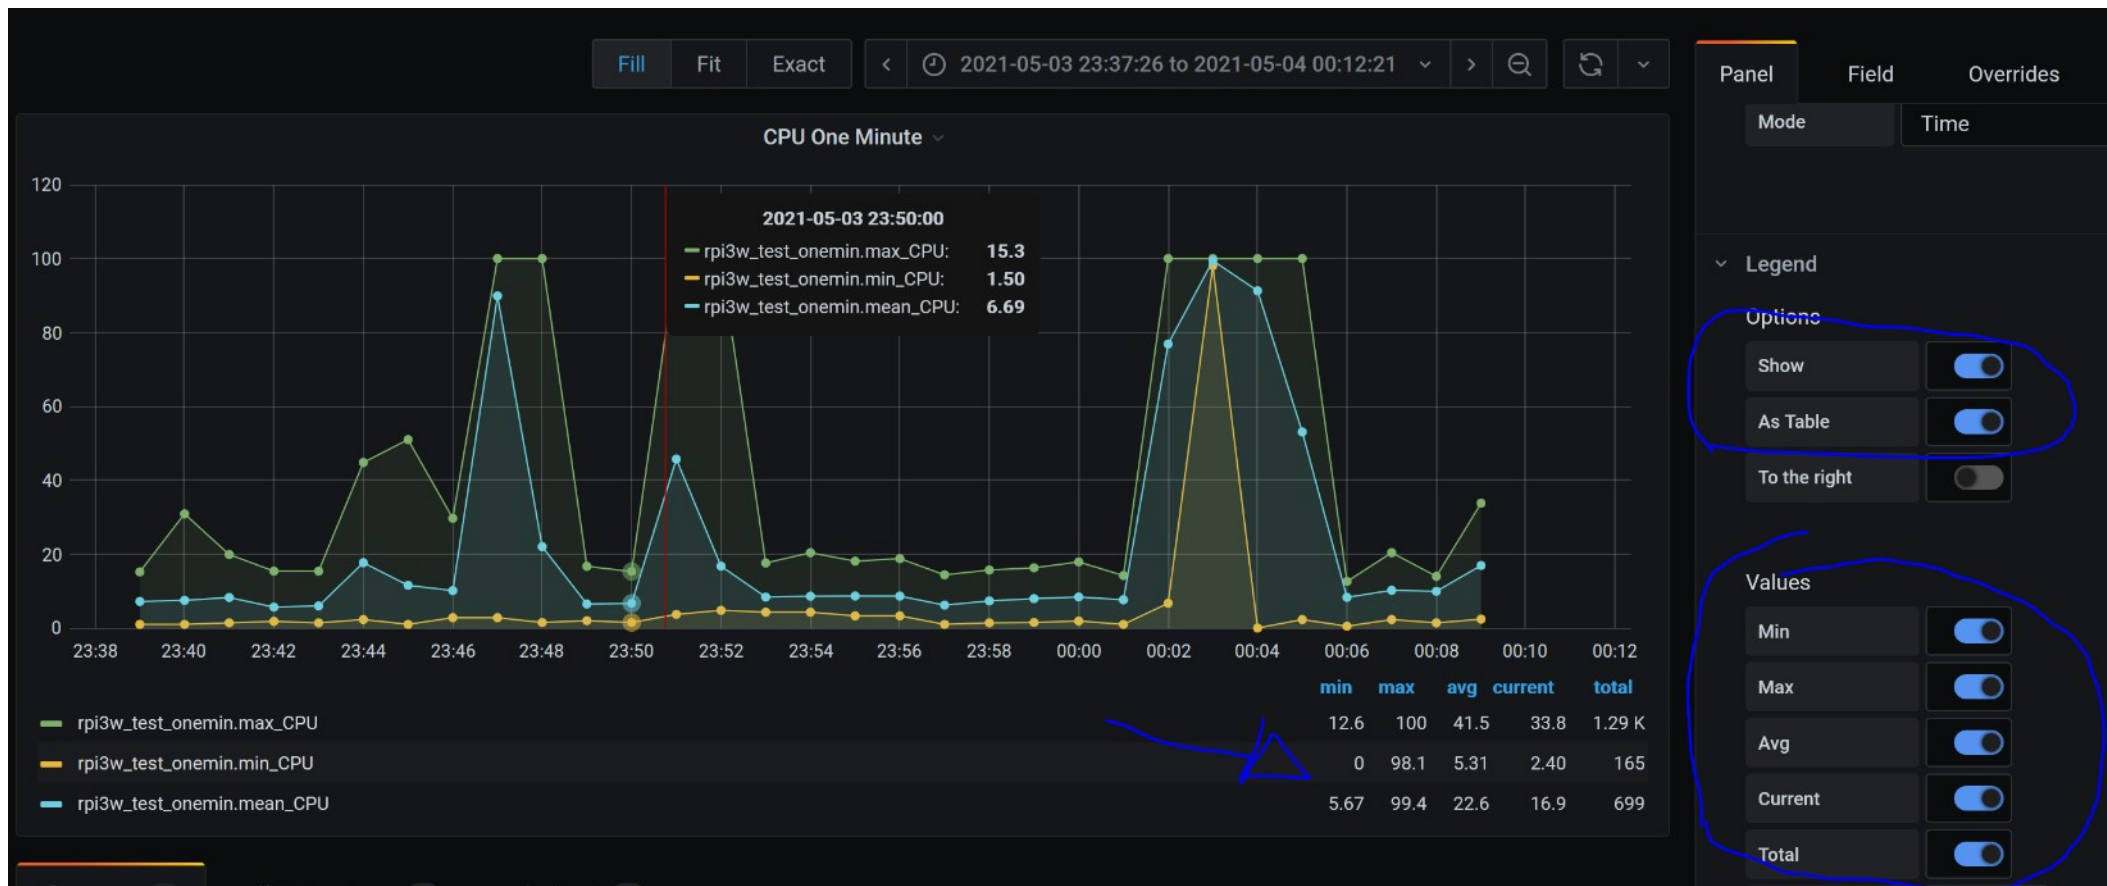 Fill Fit Exact 2021-05-03 23:37:26 to 2021-05-04 00:12:21
Panel Field Overrides
Mode Time
CPU One Minute
120
100
80
60
40
20
0
2021-05-03 23:50:00
rpi3w_test_onemin.max_CPU: 15.3
rpi3w_test_onemin.min_CPU: 1.50
rpi3w_test_onemin.mean_CPU: 6.69
23:38 23:40 23:42 23:44 23:46 23:48 23:50 23:52 23:54 23:56 23:58 00:00 00:02 00:04 00:06 00:08 00:10 00:12
min max avg current total
rpi3w_test_onemin.max_CPU 12.6 100 41.5 33.8 1.29 K
rpi3w_test_onemin.min_CPU 0 98.1 5.31 2.40 165
rpi3w_test_onemin.mean_CPU 5.67 99.4 22.6 16.9 699
Legend
Options
Show
As Table
To the right
Values
Min
Max
Avg
Current
Total